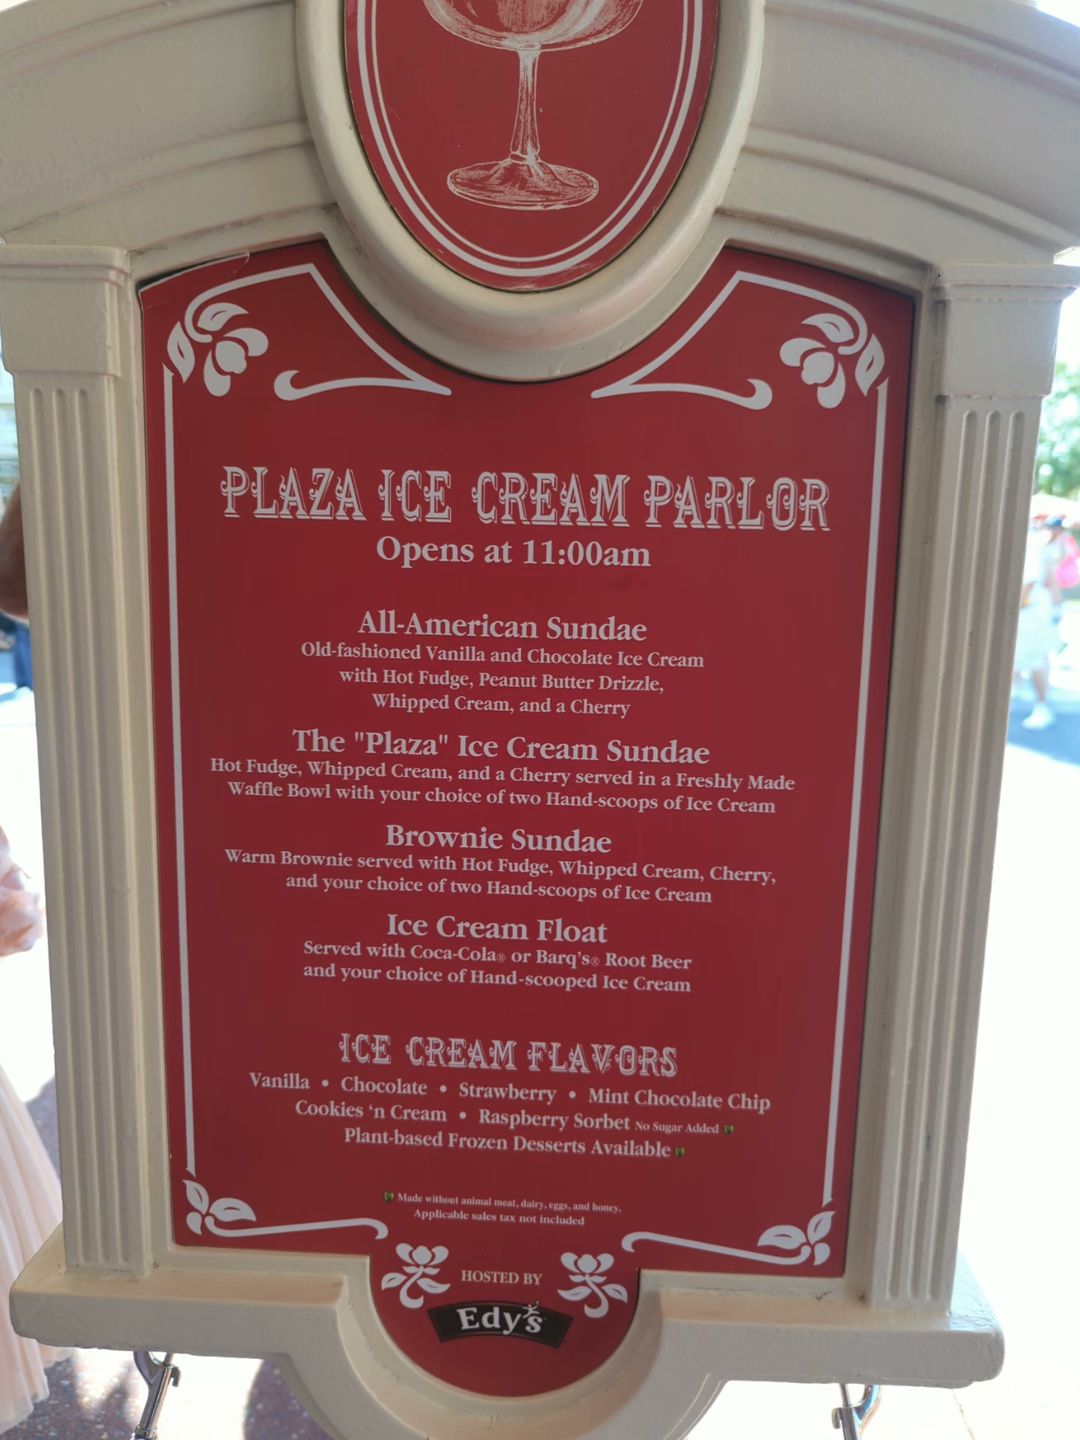 PLAZA ICE CREAM PARLOR
Opens at 11:00am
All-American Sundae
Old-fashioned Vanilla and Chocolate Ice Cream
with Hot Fudge, Peanut Butter Drizzle,
Whipped Cream, and a Cherry
The "Plaza" Ice Cream Sundae
Hot Fudge, Whipped Cream, and a Cherry served in a Freshly Made
Waffle Bowl with your choice of two Hand-scoops of Ice Cream
Brownie Sundae
Warm Brownie served with Hot Fudge, Whipped Cream, Cherry,
and your choice of two Hand-scoops of Ice Cream
Ice Cream Float
Served with Coca-Cola® or Barq's® Root Beer
and your choice of Hand-scooped Ice Cream
ICE CREAM FLAVORS
Vanilla • Chocolate • Strawberry • Mint Chocolate Chip
Cookies ‘n Cream • Raspberry Sorbet No Sugar Added
Plant-based Frozen Desserts Available
Made without animal meat, dairy, eggs, and honey.
Applicable sales tax not included
HOSTED BY
Edy's